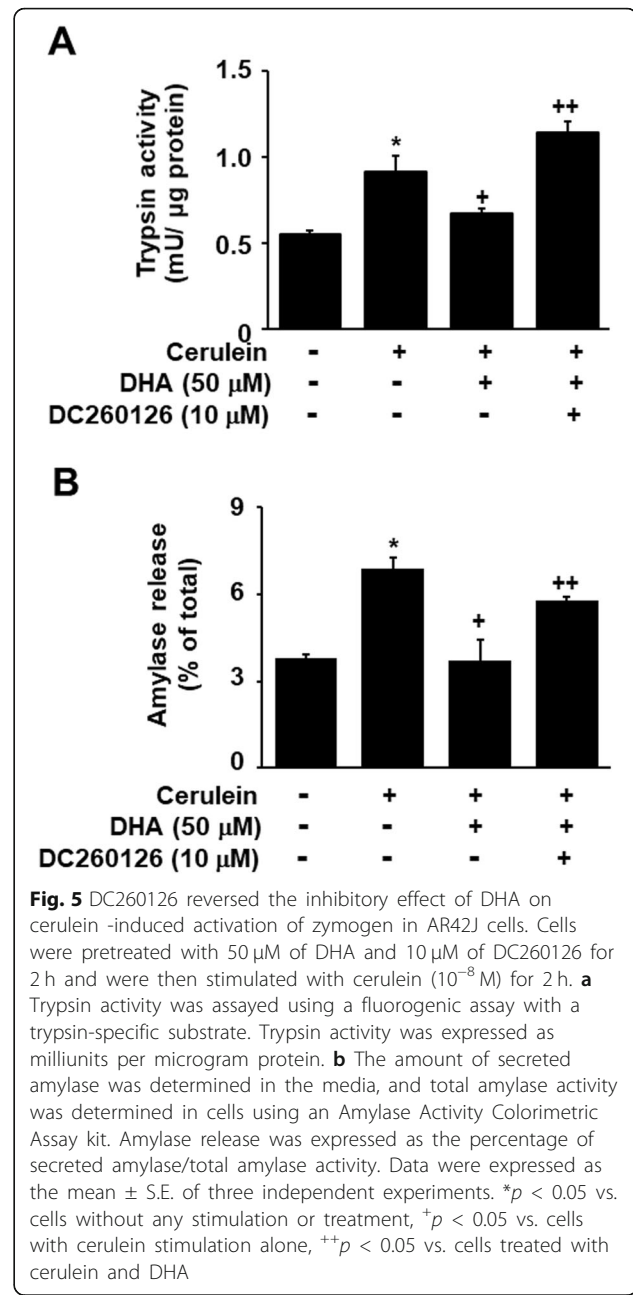 A
Trypsin activity
(mU/ µg protein)
1.5
1.0
0.5
0
*
+
++
Cerulein - + + +
DHA (50 µM) - - + +
DC260126 (10 µM) - - - +
B
Amylase release
(% of total)
9
6
3
0
*
+
++
Cerulein - + + +
DHA (50 µM) - - + +
DC260126 (10 µM) - - - +
Fig. 5 DC260126 reversed the inhibitory effect of DHA on
cerulein -induced activation of zymogen in AR42J cells. Cells
were pretreated with 50 µM of DHA and 10 µM of DC260126 for
2 h and were then stimulated with cerulein (10⁻⁸ M) for 2 h. a
Trypsin activity was assayed using a fluorogenic assay with a
trypsin-specific substrate. Trypsin activity was expressed as
milliunits per microgram protein. b The amount of secreted
amylase was determined in the media, and total amylase activity
was determined in cells using an Amylase Activity Colorimetric
Assay kit. Amylase release was expressed as the percentage of
secreted amylase/total amylase activity. Data were expressed as
the mean ± S.E. of three independent experiments. *p < 0.05 vs.
cells without any stimulation or treatment, ⁺p < 0.05 vs. cells
with cerulein stimulation alone, ⁺⁺p < 0.05 vs. cells treated with
cerulein and DHA